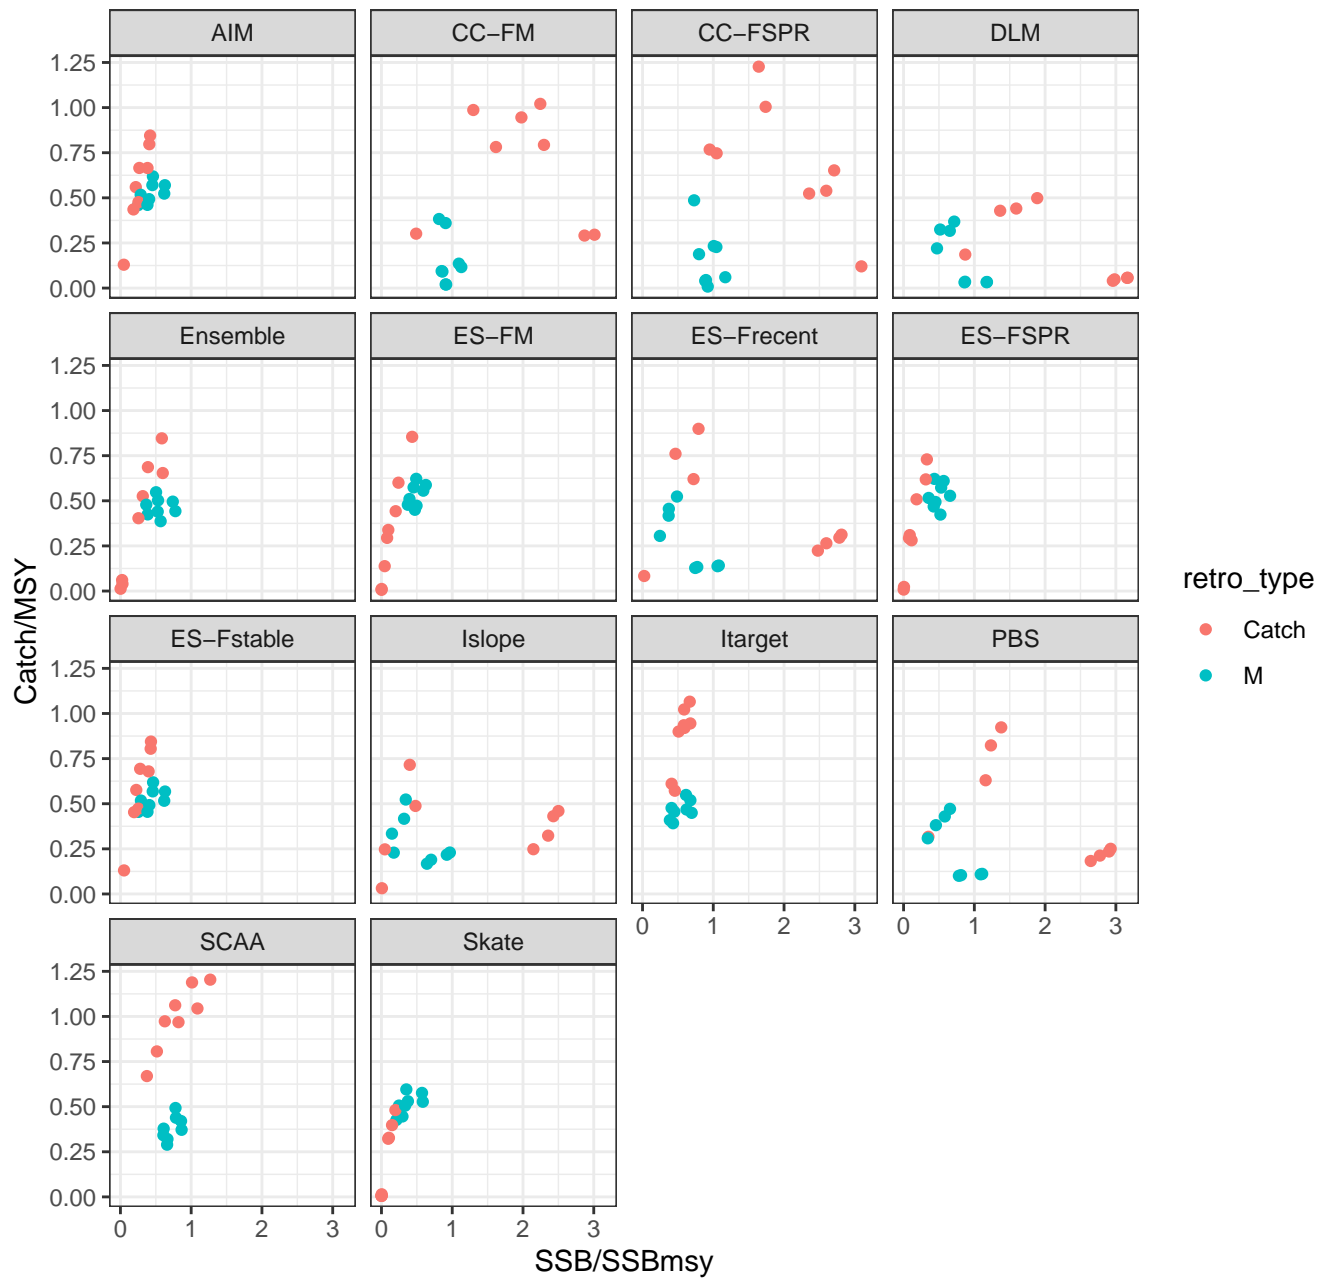 AIM CC−FM CC−FSPR DLM
1.25
1.00
0.75
0.50
0.25
0.00
Ensemble ES−FM ES−Frecent ES−FSPR
1.25
1.00
0.75
0.50
0.25
0.00
ES−Fstable Islope Itarget PBS
1.25
1.00
0.75
0.50
0.25
0.00
0 1 2 3 0 1 2 3
SCAA Skate
1.25
1.00
0.75
0.50
0.25
0.00
0 1 2 3 0 1 2 3
SSB/SSBmsy
Catch/MSY
retro_type
Catch
M